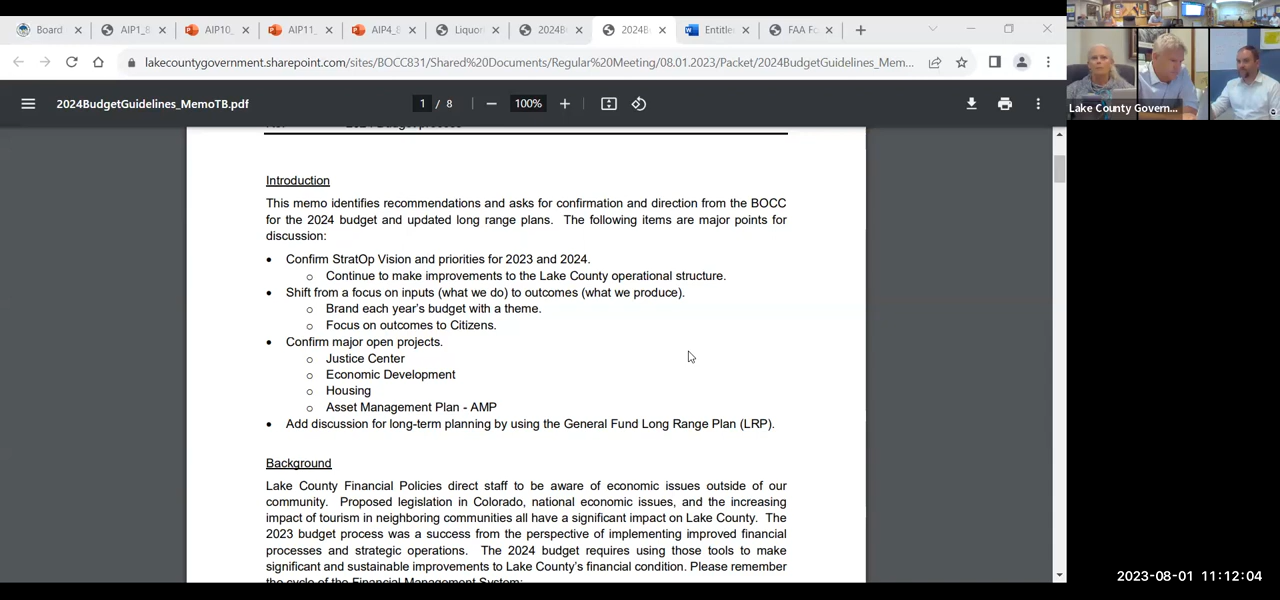 Board
AIP1_8
AIP10_
AIP11_
AIP4_8
Liquor
2024B
2024B
Entitle
FAA Fo
lakecountygovernment.sharepoint.com/sites/BOCC831/Shared%20Documents/Regular%20Meeting/08.01.2023/Packet/2024BudgetGuidelines_Mem...
2024BudgetGuidelines_MemoTB.pdf
1 / 8
100%
Lake County Govern...
Introduction
This memo identifies recommendations and asks for confirmation and direction from the BOCC
for the 2024 budget and updated long range plans. The following items are major points for
discussion:
• Confirm StratOp Vision and priorities for 2023 and 2024.
o Continue to make improvements to the Lake County operational structure.
• Shift from a focus on inputs (what we do) to outcomes (what we produce).
o Brand each year's budget with a theme.
o Focus on outcomes to Citizens.
• Confirm major open projects.
o Justice Center
o Economic Development
o Housing
o Asset Management Plan - AMP
• Add discussion for long-term planning by using the General Fund Long Range Plan (LRP).
Background
Lake County Financial Policies direct staff to be aware of economic issues outside of our
community. Proposed legislation in Colorado, national economic issues, and the increasing
impact of tourism in neighboring communities all have a significant impact on Lake County. The
2023 budget process was a success from the perspective of implementing improved financial
processes and strategic operations. The 2024 budget requires using those tools to make
significant and sustainable improvements to Lake County's financial condition. Please remember
the cycle of the Financial Management System:
2023-08-01 11:12:04